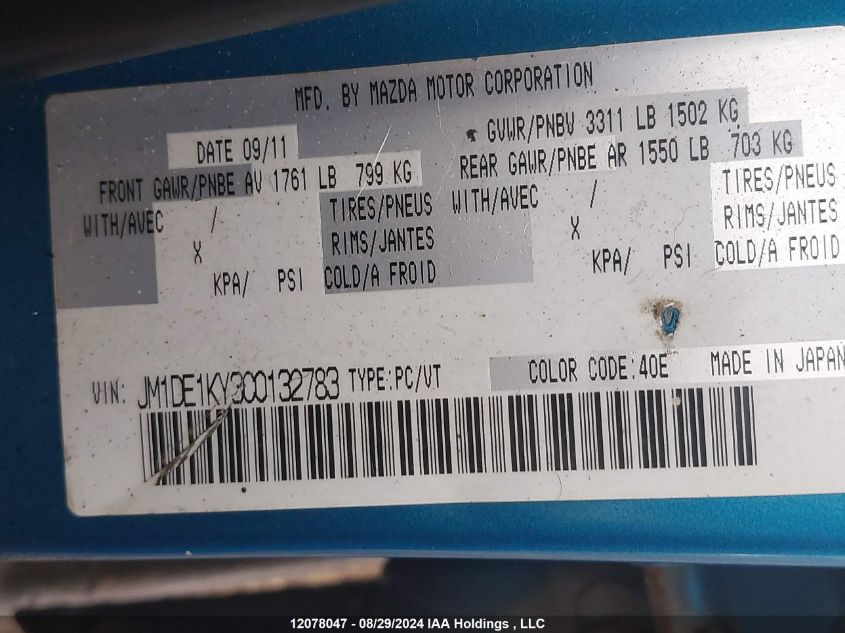 MFD. BY MAZDA MOTOR CORPORATION
DATE 09/11
* GVWR/PNBV 3311 LB 1502 KG
FRONT GAWR/PNBE AV 1761 LB 799 KG
REAR GAWR/PNBE AR 1550 LB 703 KG
WITH/AVEC / TIRES/PNEUS WITH/AVEC / TIRES/PNEUS
X RIMS/JANTES X RIMS/JANTES
KPA/ PSI COLD/A FROID KPA/ PSI COLD/A FROID
VIN: JM1DE1KY3C0132783 TYPE:PC/VT COLOR CODE:40E MADE IN JAPAN
12078047 - 08/29/2024 IAA Holdings , LLC